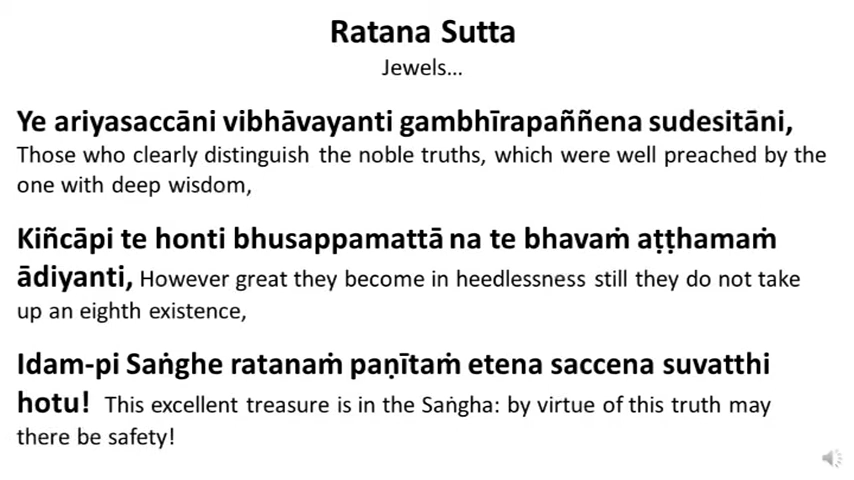 Ratana Sutta
Jewels...
Ye ariyasaccāni vibhāvayanti gambhīrapaññena sudesitāni,
Those who clearly distinguish the noble truths, which were well preached by the
one with deep wisdom,
Kiñcāpi te honti bhusappamattā na te bhavaṁ aṭṭhamaṁ
ādiyanti, However great they become in heedlessness still they do not take
up an eighth existence,
Idam-pi Saṅghe ratanaṁ paṇītaṁ etena saccena suvatthi
hotu! This excellent treasure is in the Saṅgha: by virtue of this truth may
there be safety!